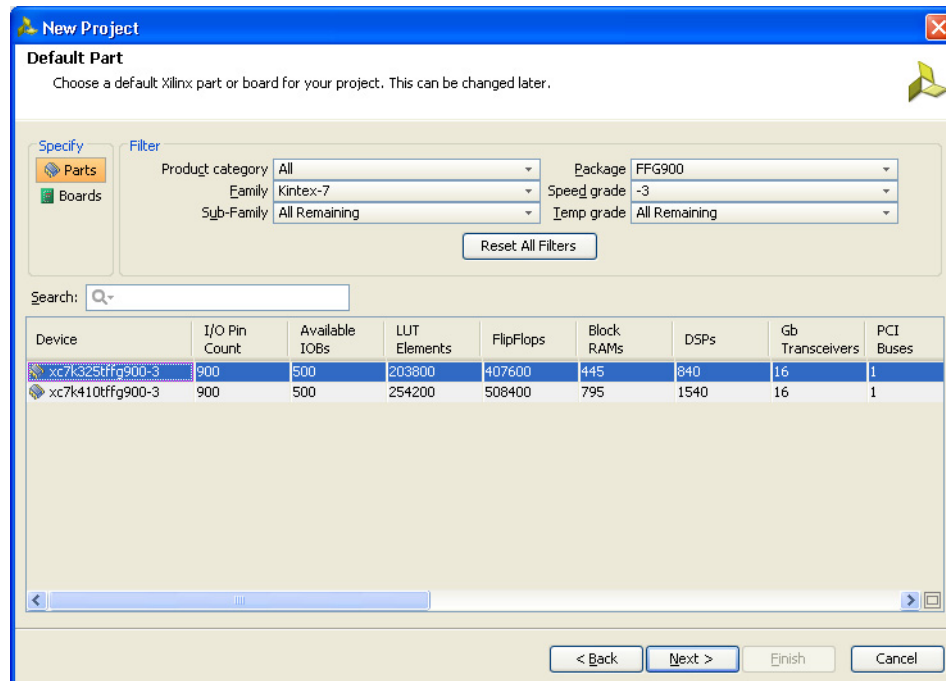 New Project
Default Part
Choose a default Xilinx part or board for your project. This can be changed later.
Specify Filter
Parts Product category All Package FFG900
Boards Family Kintex-7 Speed grade -3
Sub-Family All Remaining Temp grade All Remaining
Reset All Filters
Search:
Device I/O Pin Count Available IOBs LUT Elements FlipFlops Block RAMs DSPs Gb Transceivers PCI Buses
xc7k325tffg900-3 900 500 203800 407600 445 840 16 1
xc7k410tffg900-3 900 500 254200 508400 795 1540 16 1
< Back Next > Finish Cancel